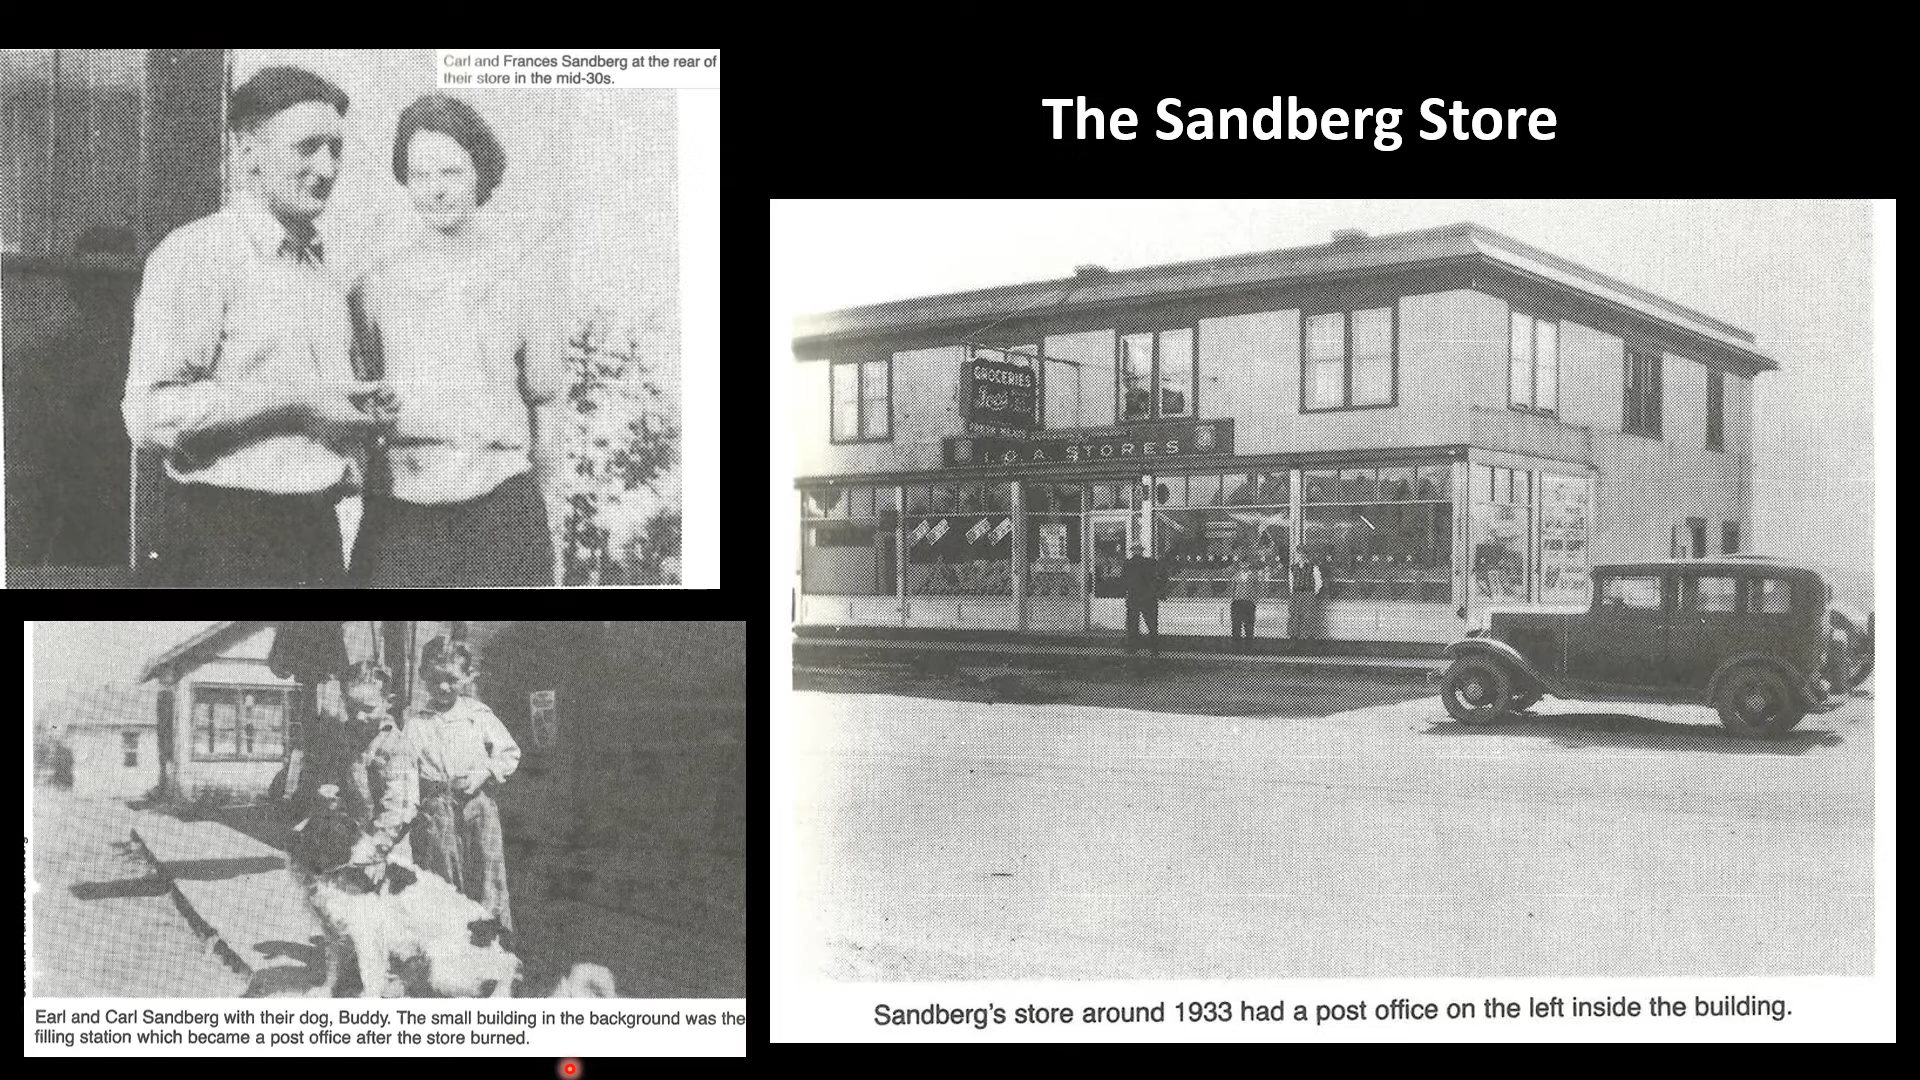 Carl and Frances Sandberg at the rear of
their store in the mid-30s.
The Sandberg Store
GROCERIES
FRESH MEATS
I.G.A STORES
Sandberg's store around 1933 had a post office on the left inside the building.
Earl and Carl Sandberg with their dog, Buddy. The small building in the background was the
filling station which became a post office after the store burned.